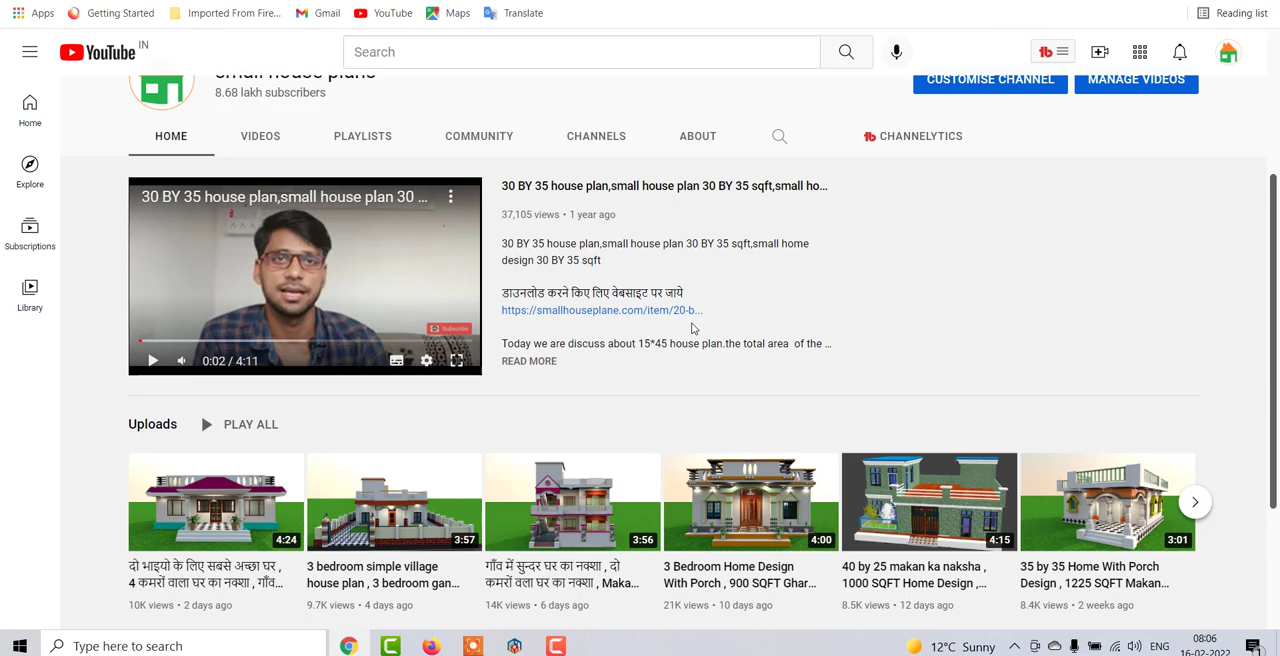 Apps Getting Started Imported From Fire... Gmail YouTube Maps Translate Reading list
YouTube IN Search
small house plans
8.68 lakh subscribers
CUSTOMISE CHANNEL MANAGE VIDEOS
Home
Explore
Subscriptions
Library
HOME VIDEOS PLAYLISTS COMMUNITY CHANNELS ABOUT CHANNELYTICS
30 BY 35 house plan,small house plan 30 ...
Subscribe
0:02 / 4:11
30 BY 35 house plan,small house plan 30 BY 35 sqft,small ho...
37,105 views • 1 year ago
30 BY 35 house plan,small house plan 30 BY 35 sqft,small home
design 30 BY 35 sqft
डाउनलोड करने किए लिए वेबसाइट पर जाये
https://smallhouseplane.com/item/20-b...
Today we are discuss about 15*45 house plan.the total area of the ...
READ MORE
Uploads PLAY ALL
4:24 3:57 3:56 4:00 4:15 3:01
दो भाइयो के लिए सबसे अच्छा घर ,
4 कमरों वाला घर का नक्शा , गाँव...
10K views • 2 days ago
3 bedroom simple village
house plan , 3 bedroom gan...
9.7K views • 4 days ago
गाँव में सुन्दर घर का नक्शा , दो
कमरों वाला घर का नक्शा , Maka...
14K views • 6 days ago
3 Bedroom Home Design
With Porch , 900 SQFT Ghar...
21K views • 10 days ago
40 by 25 makan ka naksha ,
1000 SQFT Home Design ,...
8.5K views • 12 days ago
35 by 35 Home With Porch
Design , 1225 SQFT Makan...
8.4K views • 2 weeks ago
Type here to search
12°C Sunny ENG
08:06
16-02-2022
1